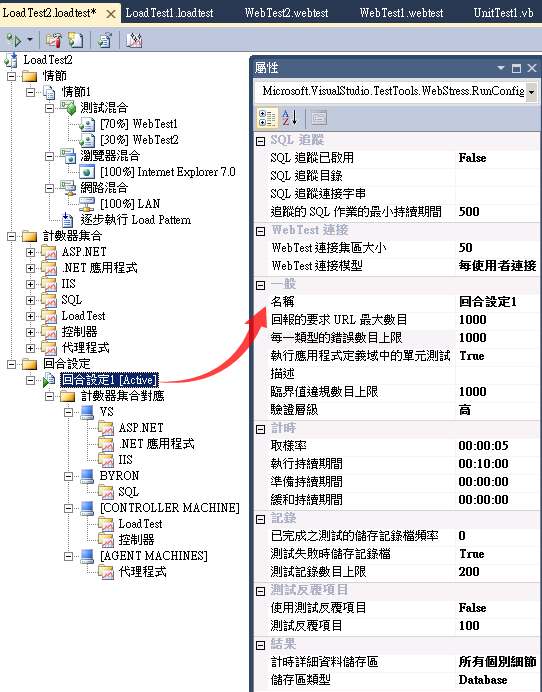 LoadTest2.loadtest* LoadTest1.loadtest WebTest2.webtest WebTest1.webtest UnitTest1.vb
LoadTest2
情節
情節1
測試混合
[70%] WebTest1
[30%] WebTest2
瀏覽器混合
[100%] Internet Explorer 7.0
網路混合
[100%] LAN
逐步執行 Load Pattern
計數器集合
ASP.NET
.NET 應用程式
IIS
SQL
LoadTest
控制器
代理程式
回合設定
回合設定1 [Active]
計數器集合對應
VS
ASP.NET
.NET 應用程式
IIS
BYRON
SQL
[CONTROLLER MACHINE]
LoadTest
控制器
[AGENT MACHINES]
代理程式
屬性
Microsoft.VisualStudio.TestTools.WebStress.RunConfig
SQL 追蹤
SQL 追蹤已啟用 False
SQL 追蹤目錄
SQL 追蹤連接字串
追蹤的 SQL 作業的最小持續期間 500
WebTest 連接
WebTest 連接集區大小 50
WebTest 連接模型 每使用者連接
一般
名稱 回合設定1
回報的要求 URL 最大數目 1000
每一類型的錯誤數目上限 1000
執行應用程式定義域中的單元測試 True
描述
臨界值違規數目上限 1000
驗證層級 高
計時
取樣率 00:00:05
執行持續期間 00:10:00
準備持續期間 00:00:00
緩和持續期間 00:00:00
記錄
已完成之測試的儲存記錄檔頻率 0
測試失敗時儲存記錄檔 True
測試記錄數目上限 200
測試反覆項目
使用測試反覆項目 False
測試反覆項目 100
結果
計時詳細資料儲存區 所有個別細節
儲存區類型 Database